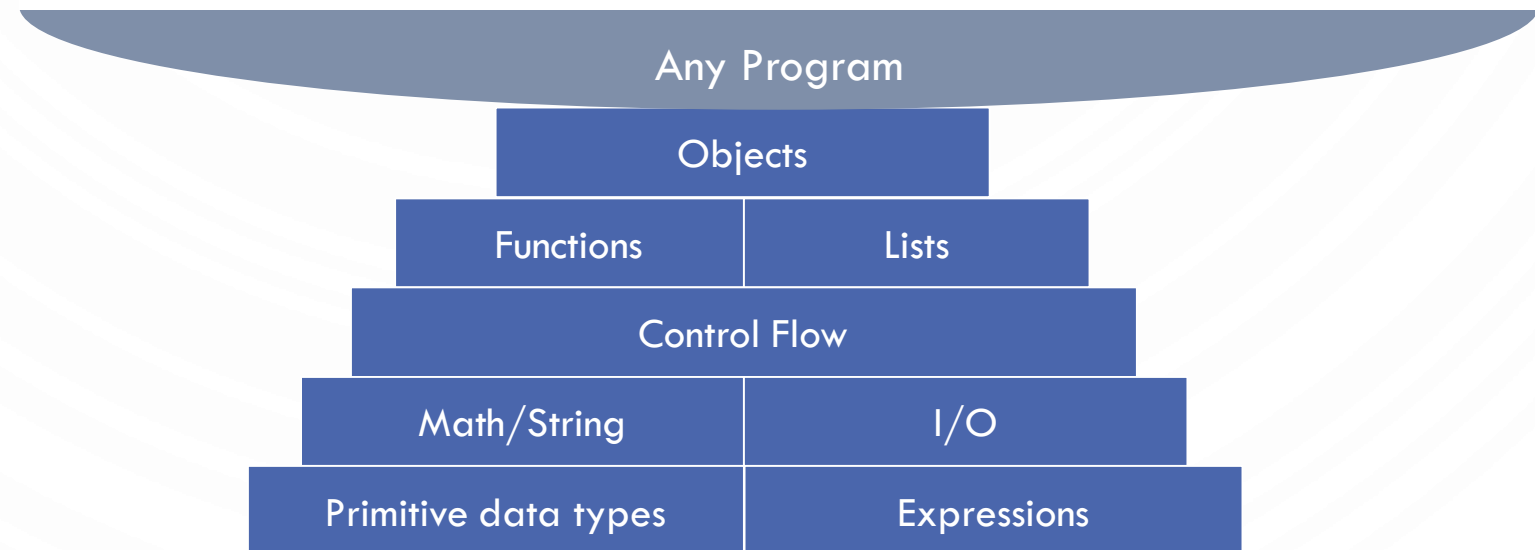 Any Program
Objects
Functions Lists
Control Flow
Math/String I/O
Primitive data types Expressions